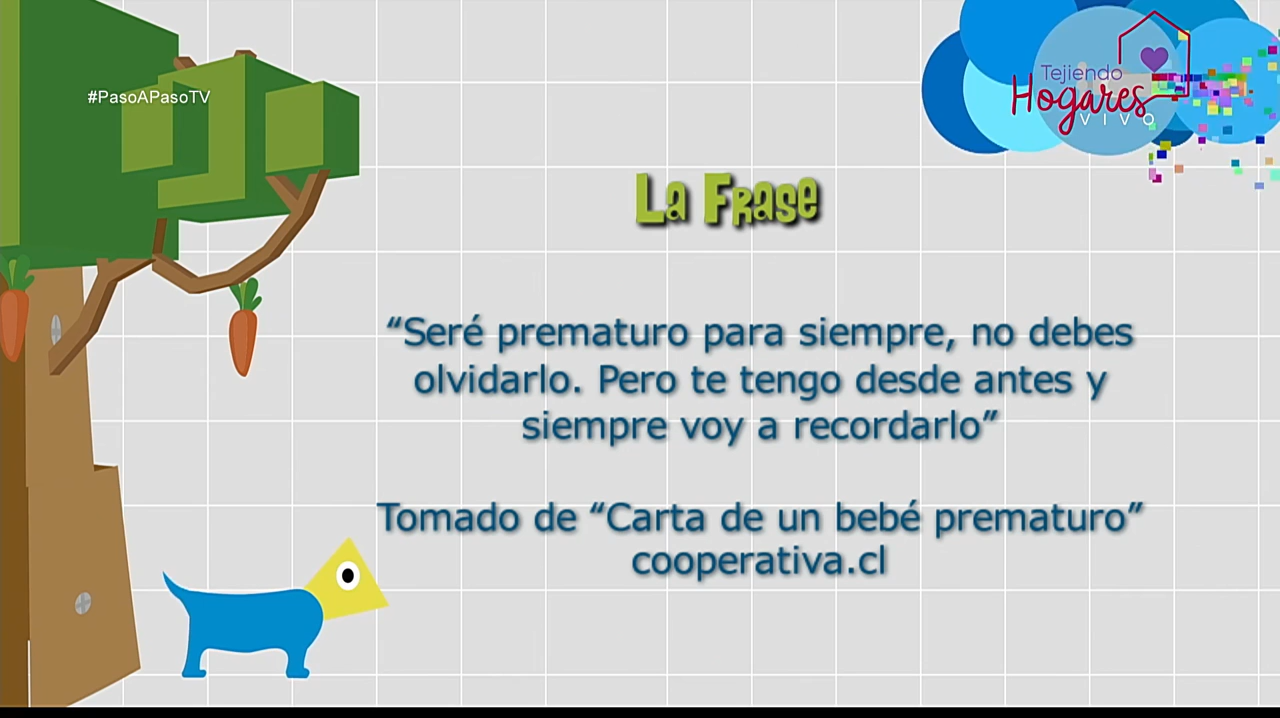 #PasoAPasoTV
Tejiendo
Hogares
VIVO
La Frase
“Seré prematuro para siempre, no debes
olvidarlo. Pero te tengo desde antes y
siempre voy a recordarlo”
Tomado de “Carta de un bebé prematuro”
cooperativa.cl